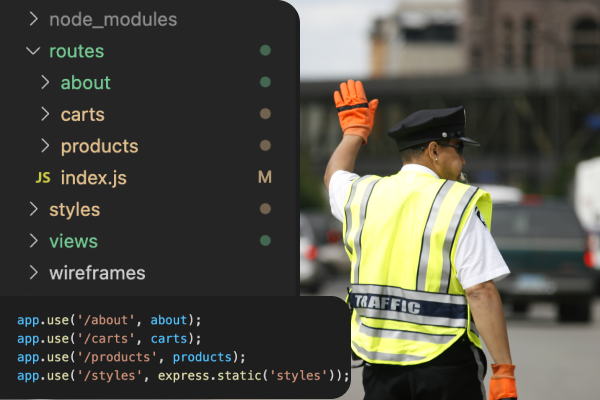 node_modules
routes
about
carts
products
JS index.js M
styles
views
wireframes
app.use('/about', about);
app.use('/carts', carts);
app.use('/products', products);
app.use('/styles', express.static('styles'));
TRAFFIC